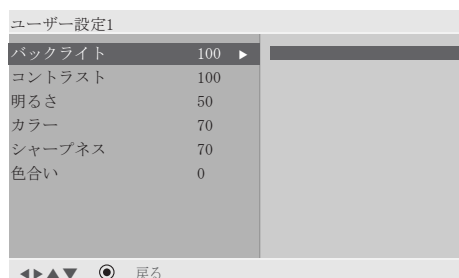 ユーザー設定1
バックライト 100 ▶
コントラスト 100
明るさ 50
カラー 70
シャープネス 70
色合い 0
◀▶▲▼ ◉ 戻る